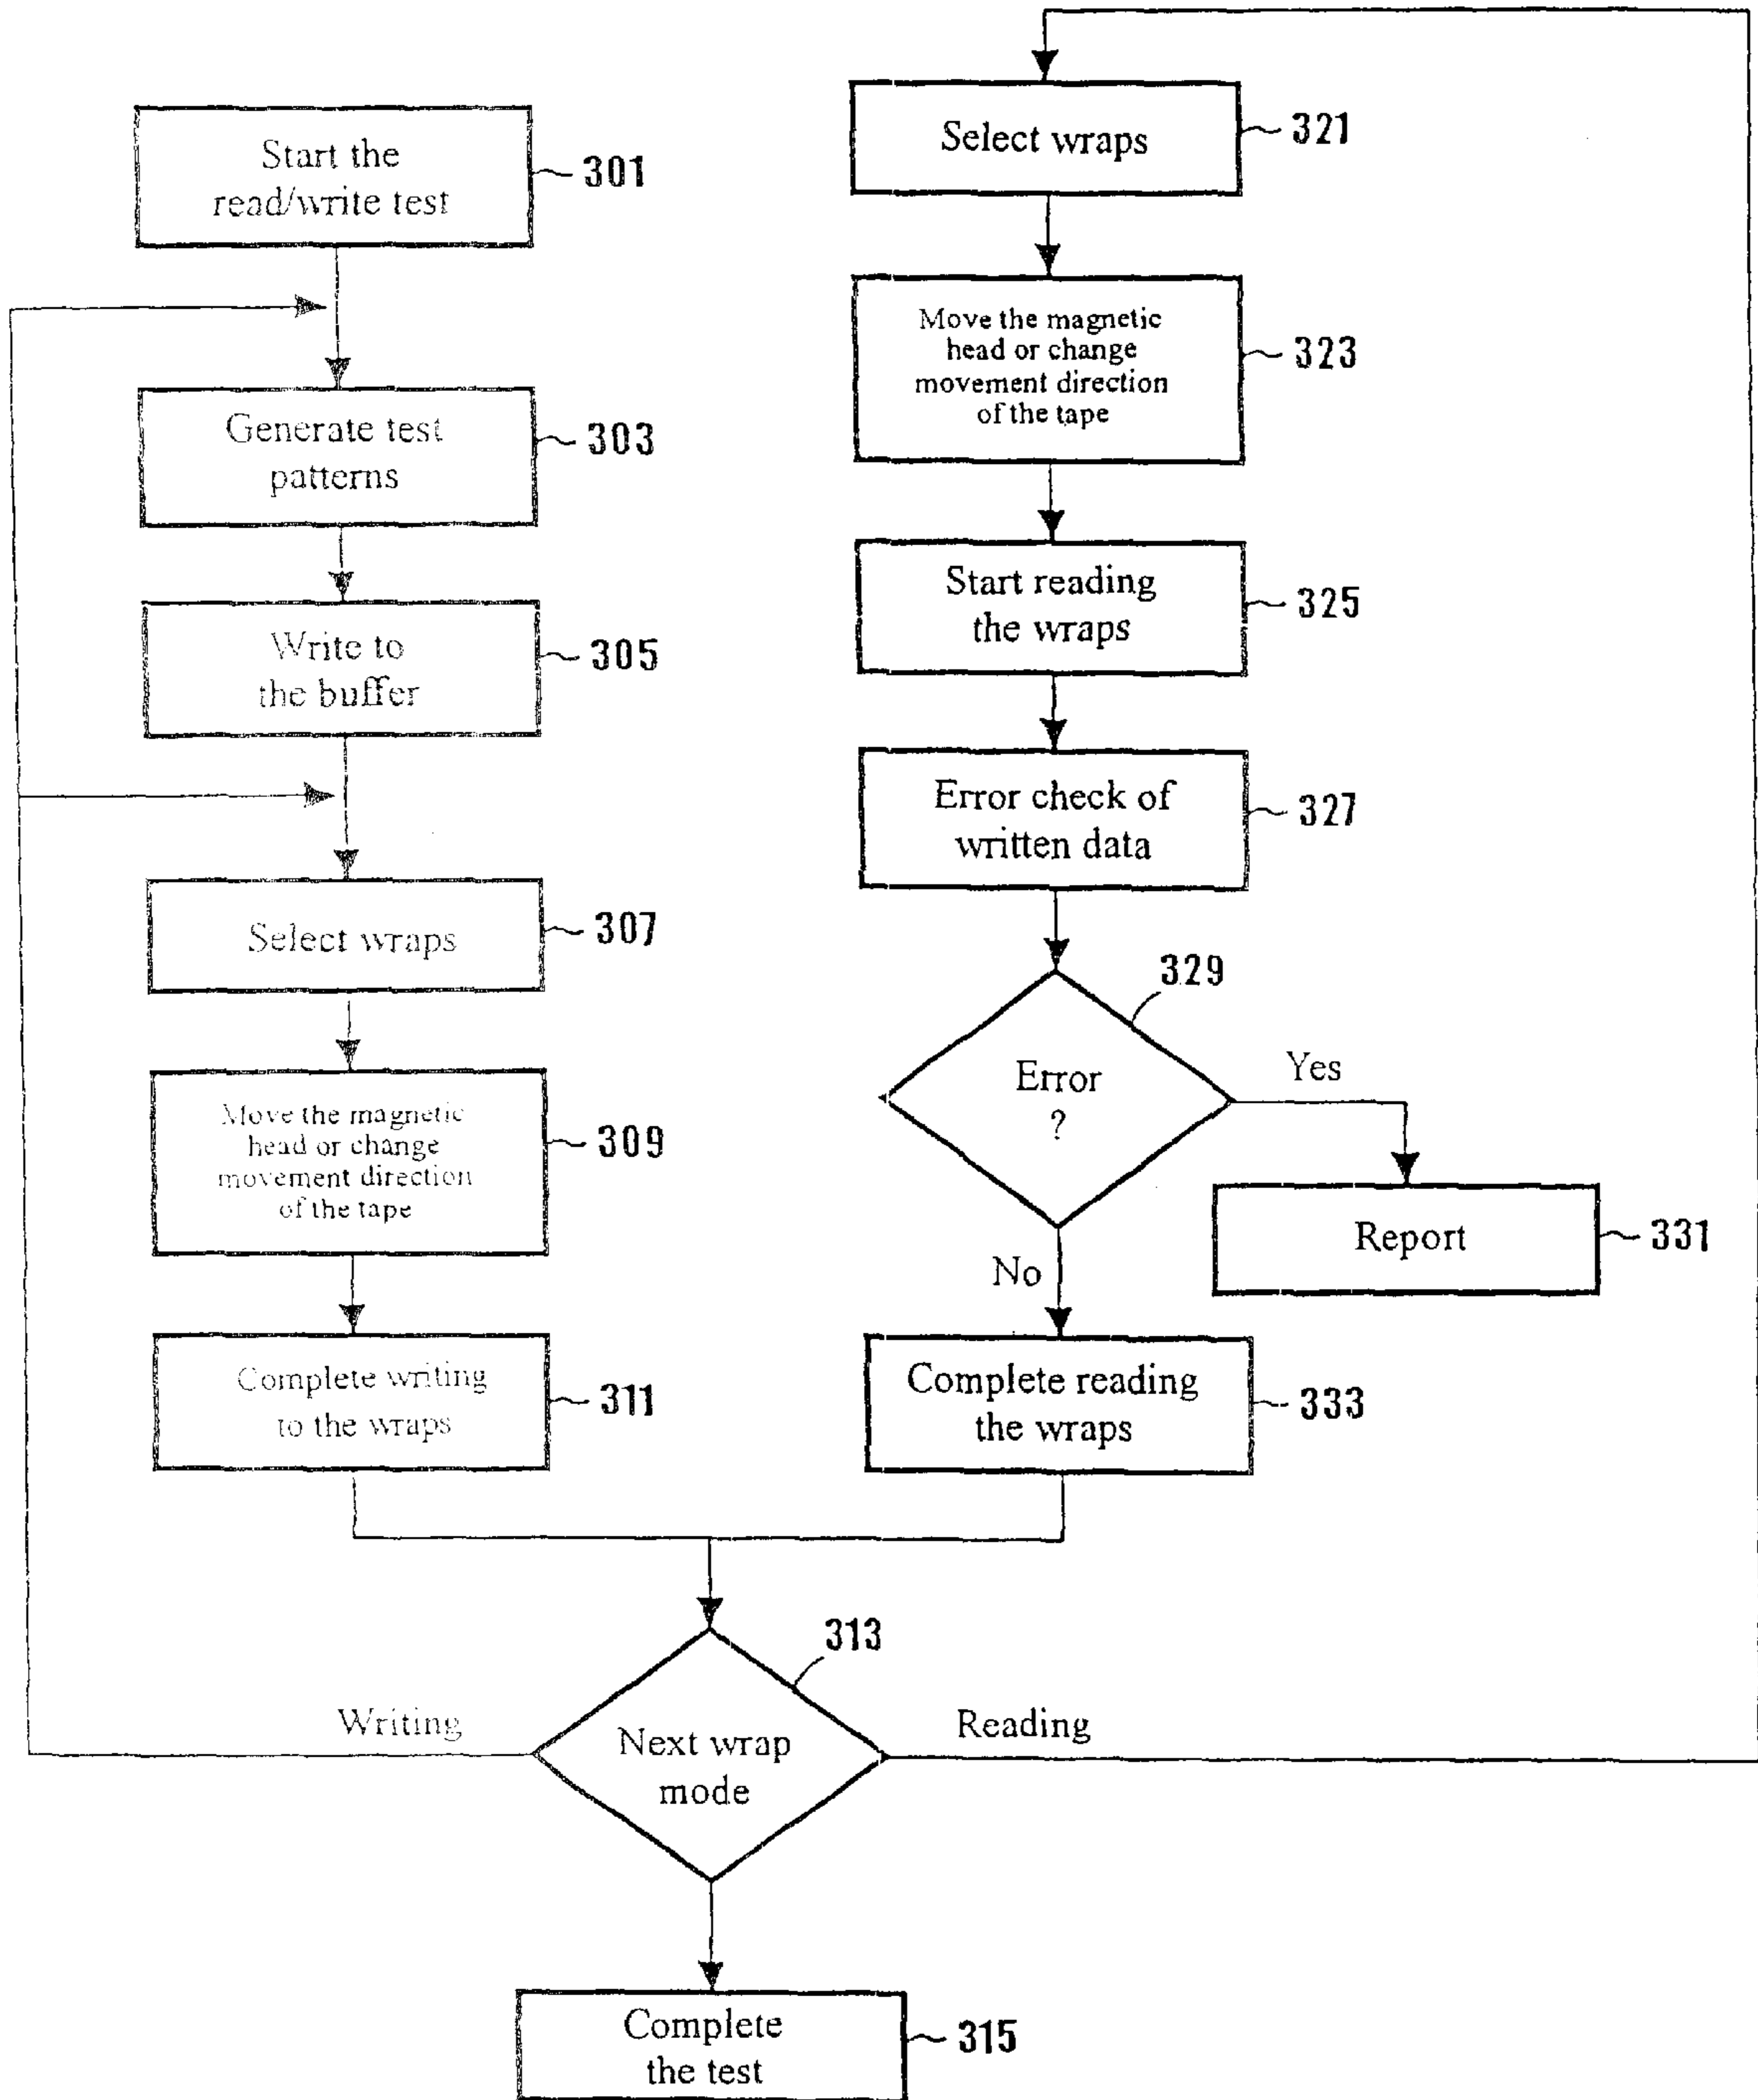 Start the
read/write test
301
Generate test
patterns
303
Write to
the buffer
305
Select wraps
307
Move the magnetic
head or change
movement direction
of the tape
309
Complete writing
to the wraps
311
Select wraps
321
Move the magnetic
head or change
movement direction
of the tape
323
Start reading
the wraps
325
Error check of
written data
327
329
Error
?
Yes
No
Report
331
Complete reading
the wraps
333
313
Writing
Next wrap
mode
Reading
Complete
the test
315